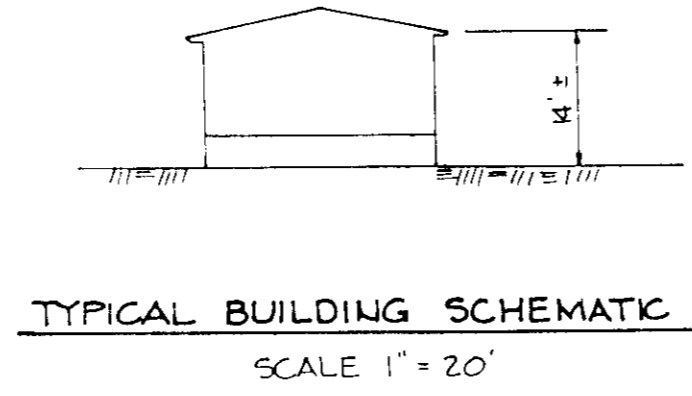 14' ±
TYPICAL BUILDING SCHEMATIC
SCALE 1" = 20'